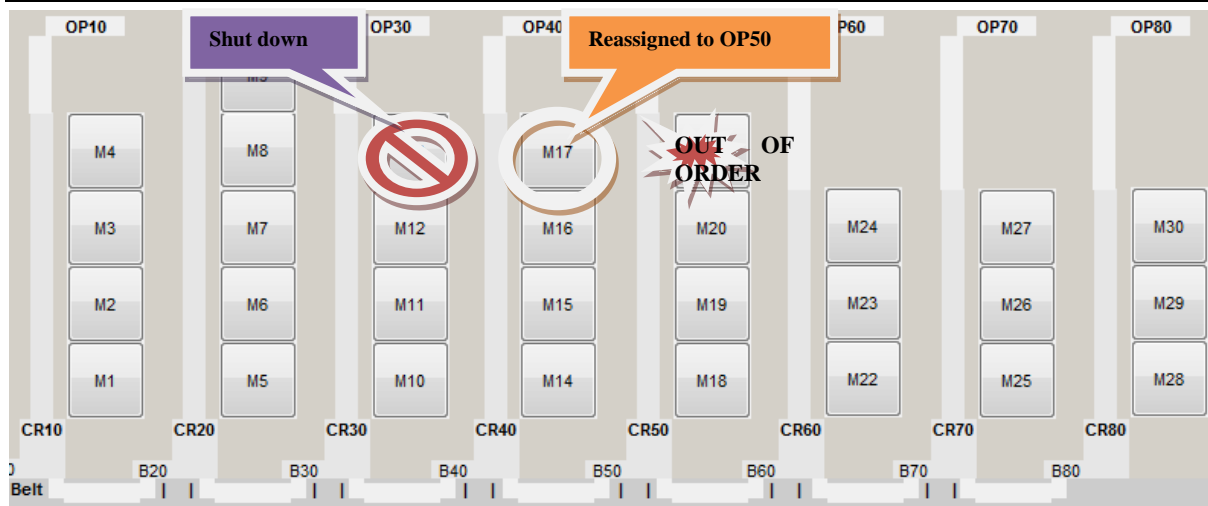 OP10
Shut down
OP30
OP40
Reassigned to OP50
P60
OP70
OP80
M9
M4
M8
M17
OUT OF
ORDER
M3
M7
M12
M16
M20
M24
M27
M30
M2
M6
M11
M15
M19
M23
M26
M29
M1
M5
M10
M14
M18
M22
M25
M28
CR10
CR20
CR30
CR40
CR50
CR60
CR70
CR80
B20
B30
B40
B50
B60
B70
B80
Belt